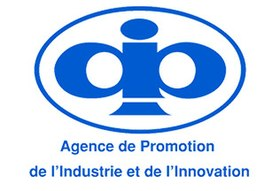 Agence de Promotion
de l'Industrie et de l'Innovation